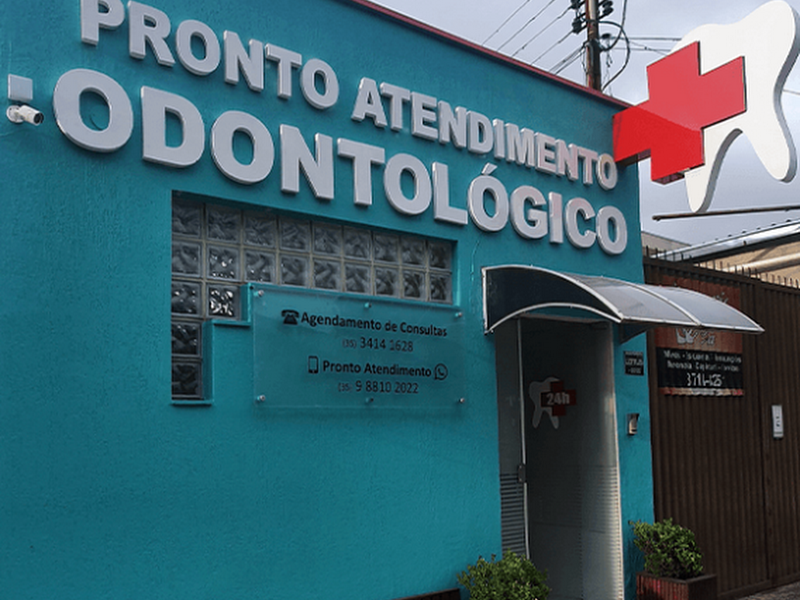 PRONTO ATENDIMENTO
ODONTOLÓGICO
Agendamento de Consultas
(35) 3414 1628
Pronto Atendimento
(35) 9 8810 2022
24h